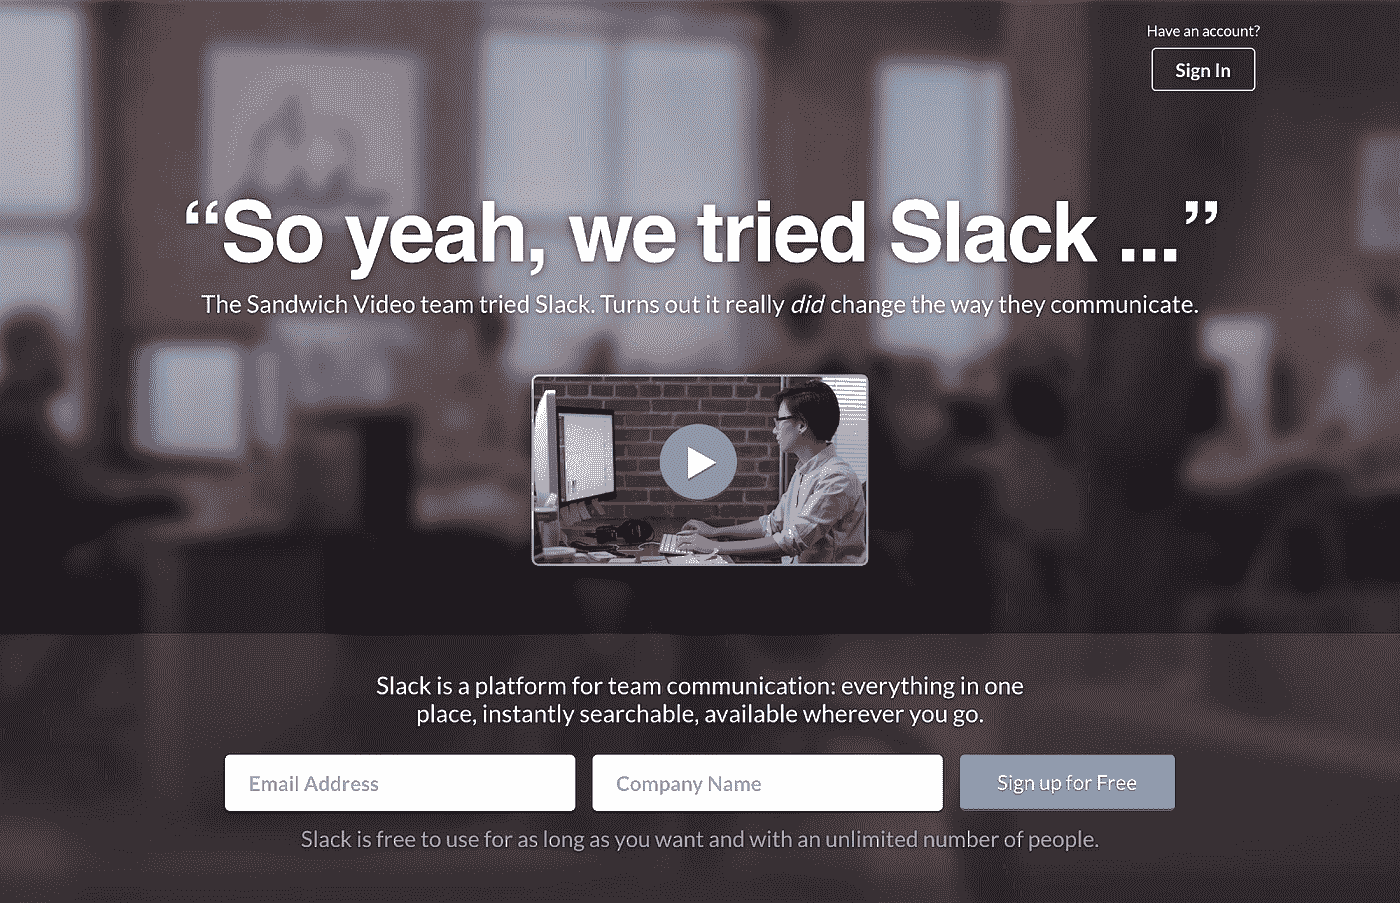 Have an account?
Sign In
“So yeah, we tried Slack ...”
The Sandwich Video team tried Slack. Turns out it really did change the way they communicate.
Slack is a platform for team communication: everything in one
place, instantly searchable, available wherever you go.
Email Address
Company Name
Sign up for Free
Slack is free to use for as long as you want and with an unlimited number of people.